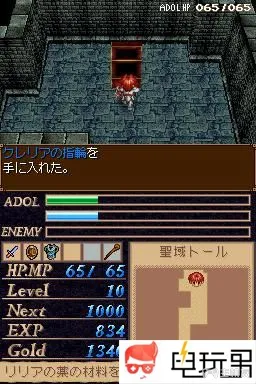 ADOL HP 065/065
クレリアの指輪を
手に入れた。
ADOL
ENEMY
HP.MP 65/ 65
Level 10
Next 1000
EXP 834
Gold 1340
聖域トール
リリアの薬の材料を
电玩男